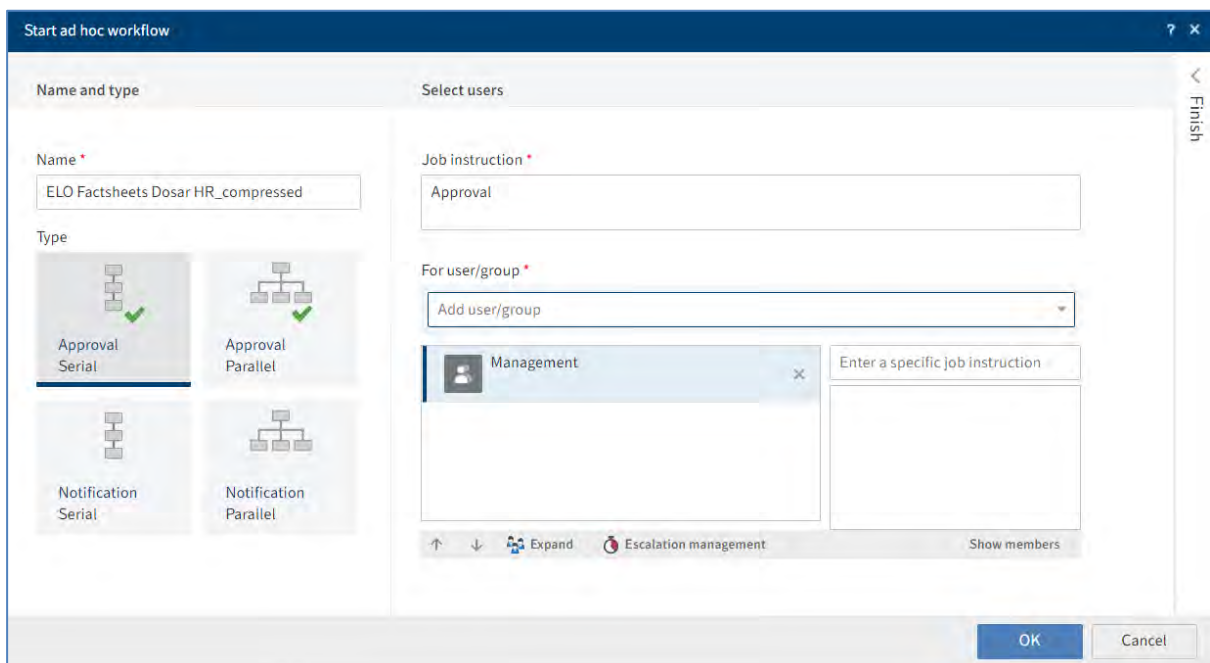 Start ad hoc workflow
? ×
Name and type
Select users
Finish
Name *
ELO Factsheets Dosar HR_compressed
Type
Approval
Serial
Approval
Parallel
Notification
Serial
Notification
Parallel
Job instruction *
Approval
For user/group *
Add user/group
Management
Enter a specific job instruction
Expand
Escalation management
Show members
OK
Cancel